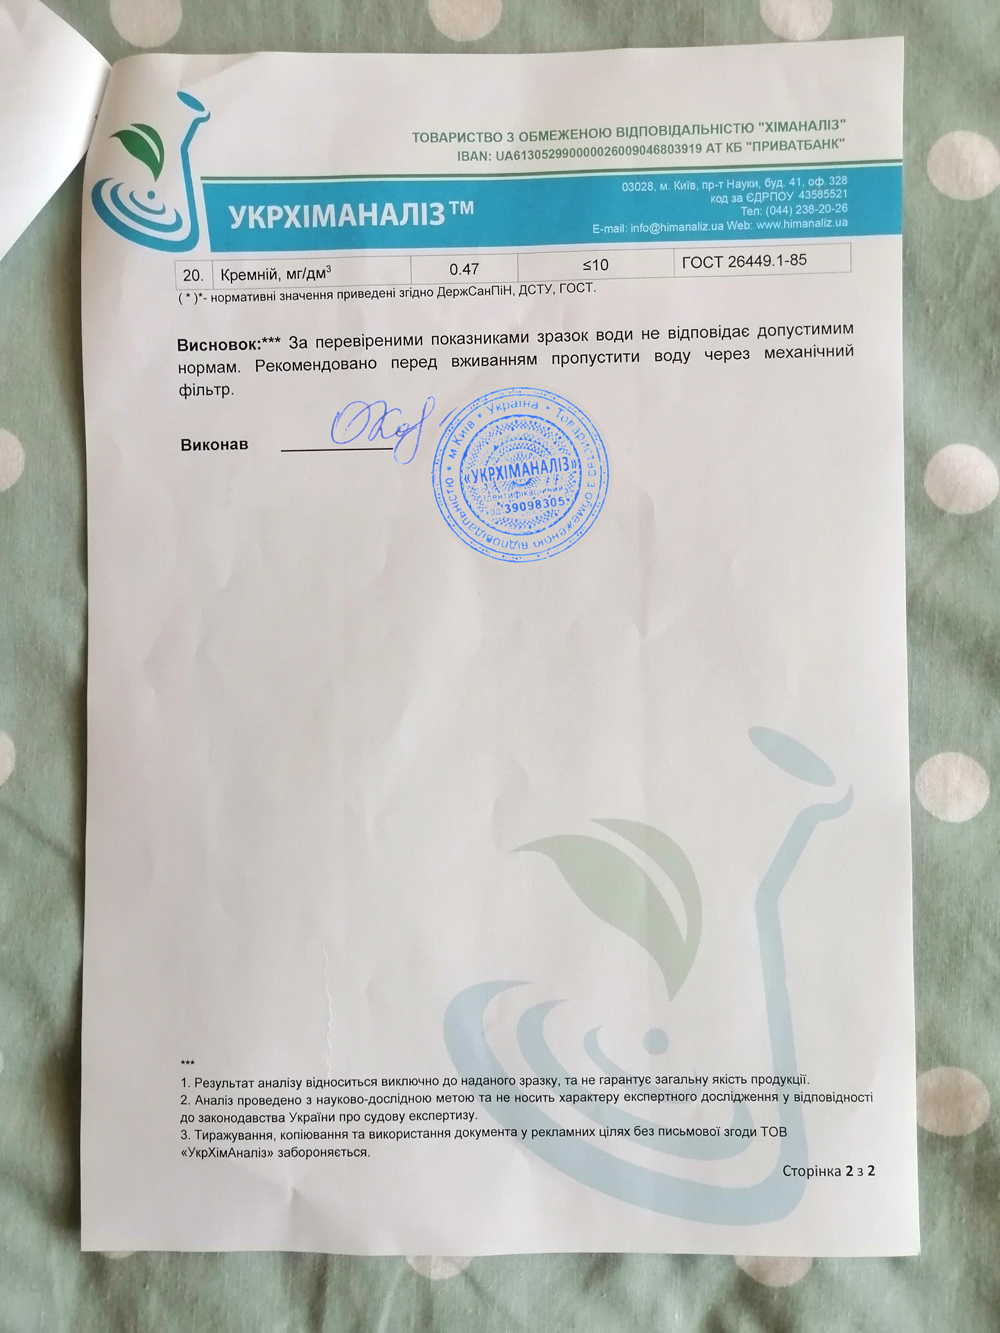 ТОВАРИСТВО З ОБМЕЖЕНОЮ ВІДПОВІДАЛЬНІСТЮ "ХІМАНАЛІЗ"
IBAN: UA613052990000026009046803919 АТ КБ "ПРИВАТБАНК"
УКРХІМАНАЛІЗ™
03028, м. Київ, пр-т Науки, буд. 41, оф. 328
код за ЄДРПОУ 43585521
Тел: (044) 238-20-26
E-mail: info@himanaliz.ua Web: www.himanaliz.ua
20. Кремній, мг/дм³ 0.47 ≤10 ГОСТ 26449.1-85
( * )*- нормативні значення приведені згідно ДержСанПіН, ДСТУ, ГОСТ.
Висновок:*** За перевіреними показниками зразок води не відповідає допустимим
нормам. Рекомендовано перед вживанням пропустити воду через механічний
фільтр.
Виконав
м. Київ • Україна • Товариство з обмеженою відповідальністю •
«УКРХІМАНАЛІЗ»
ідентифікаційний
код 39098305
***
1. Результат аналізу відноситься виключно до наданого зразку, та не гарантує загальну якість продукції.
2. Аналіз проведено з науково-дослідною метою та не носить характеру експертного дослідження у відповідності
до законодавства України про судову експертизу.
3. Тиражування, копіювання та використання документа у рекламних цілях без письмової згоди ТОВ
«УкрХімАналіз» забороняється.
Сторінка 2 з 2